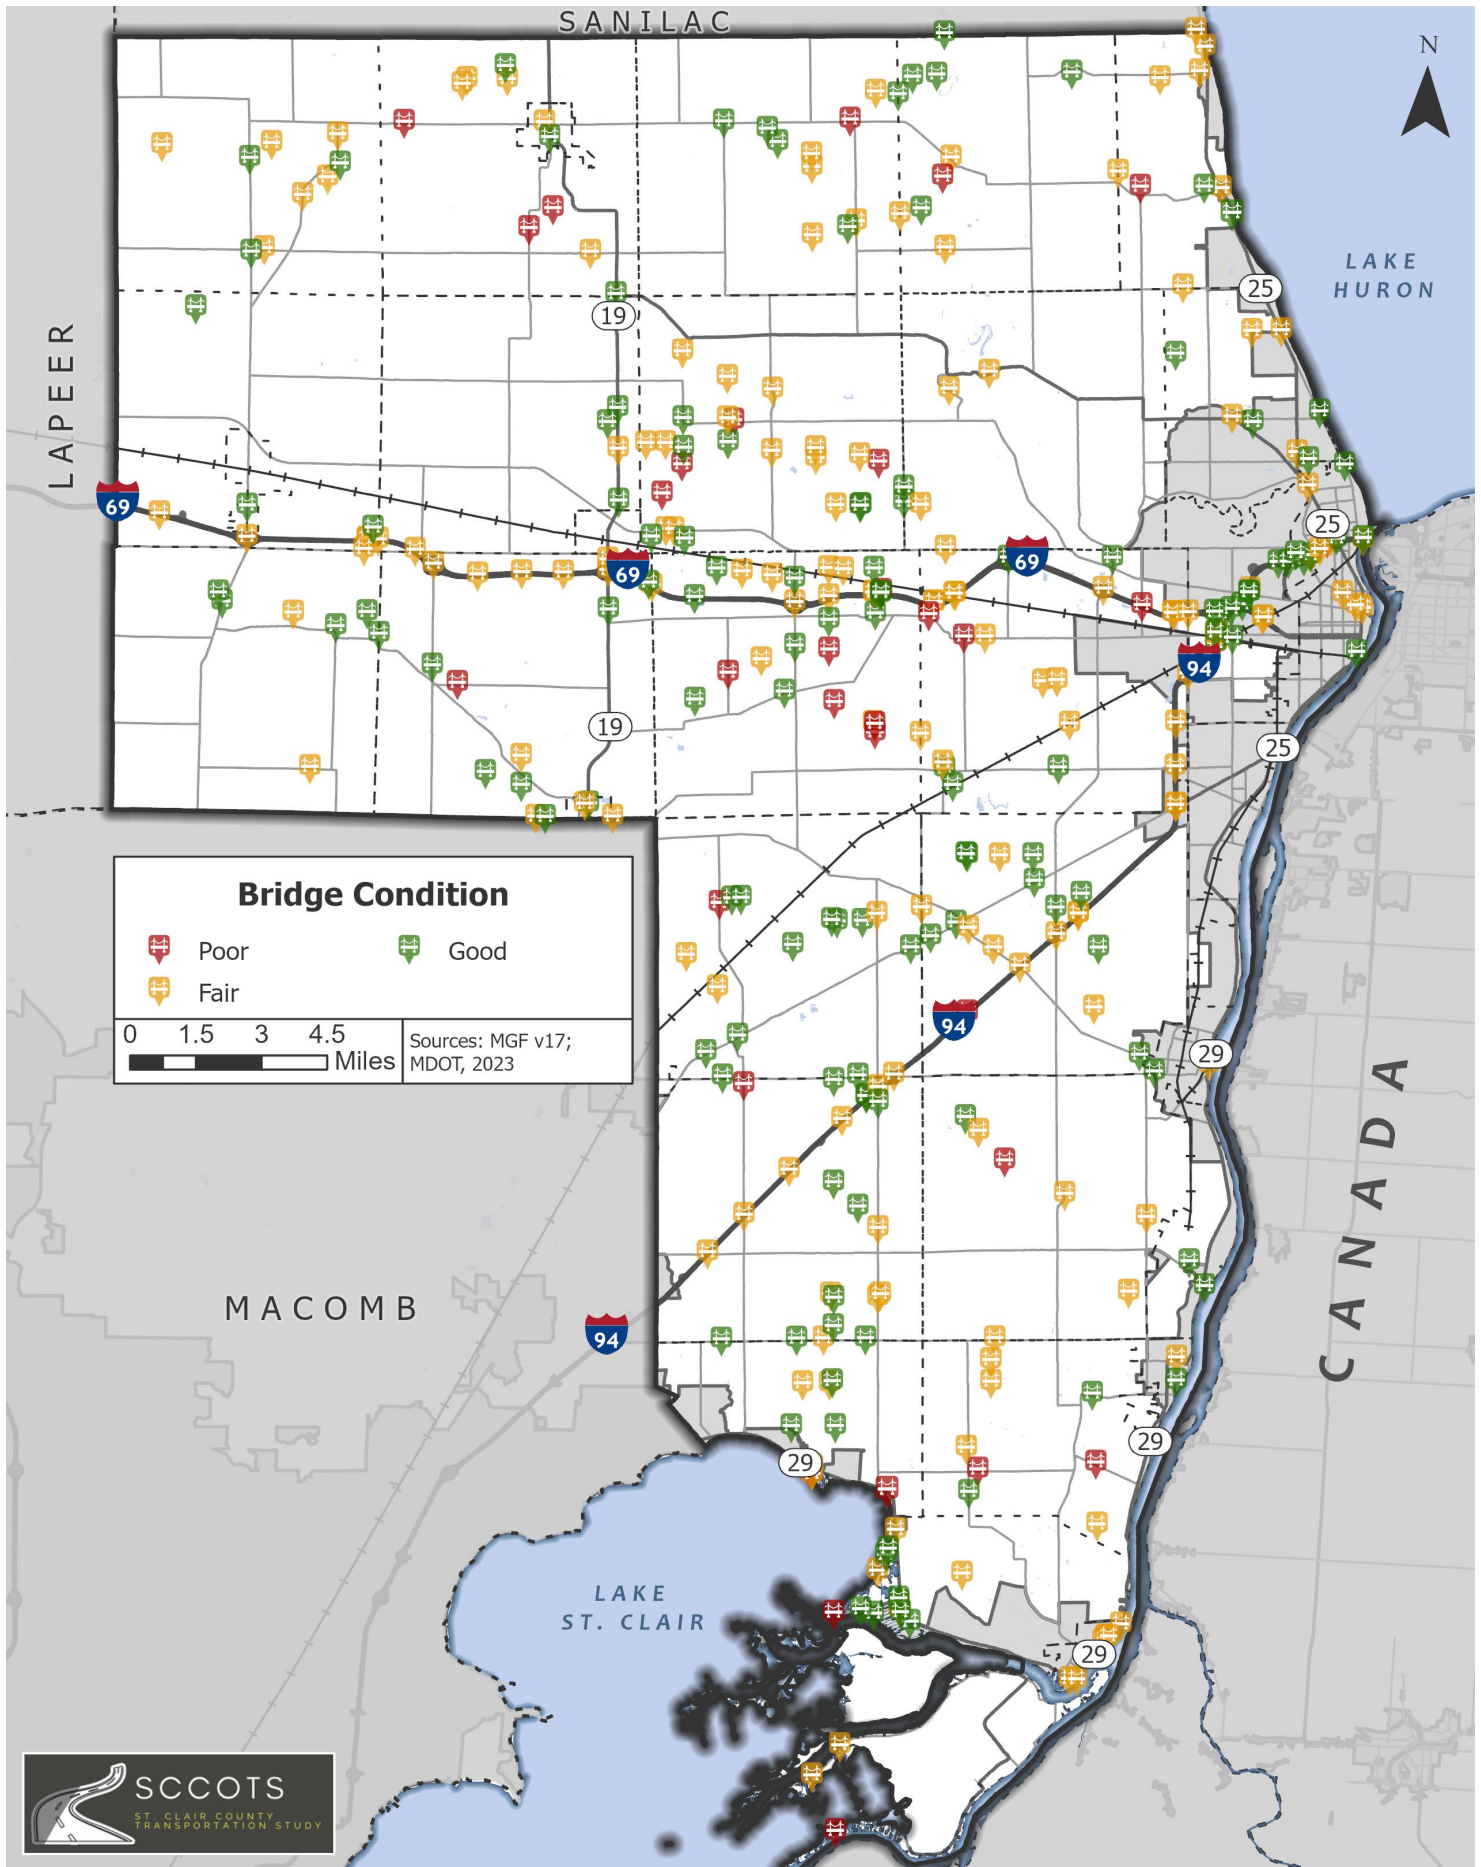 SANILAC
N
LAKE
HURON
25
19
LAPEER
69
25
69
69
94
19
25
Bridge Condition
Poor
Good
Fair
0 1.5 3 4.5
Miles
Sources: MGF v17;
MDOT, 2023
94
29
CANADA
MACOMB
94
29
29
LAKE
ST. CLAIR
29
SCCOTS
ST. CLAIR COUNTY
TRANSPORTATION STUDY